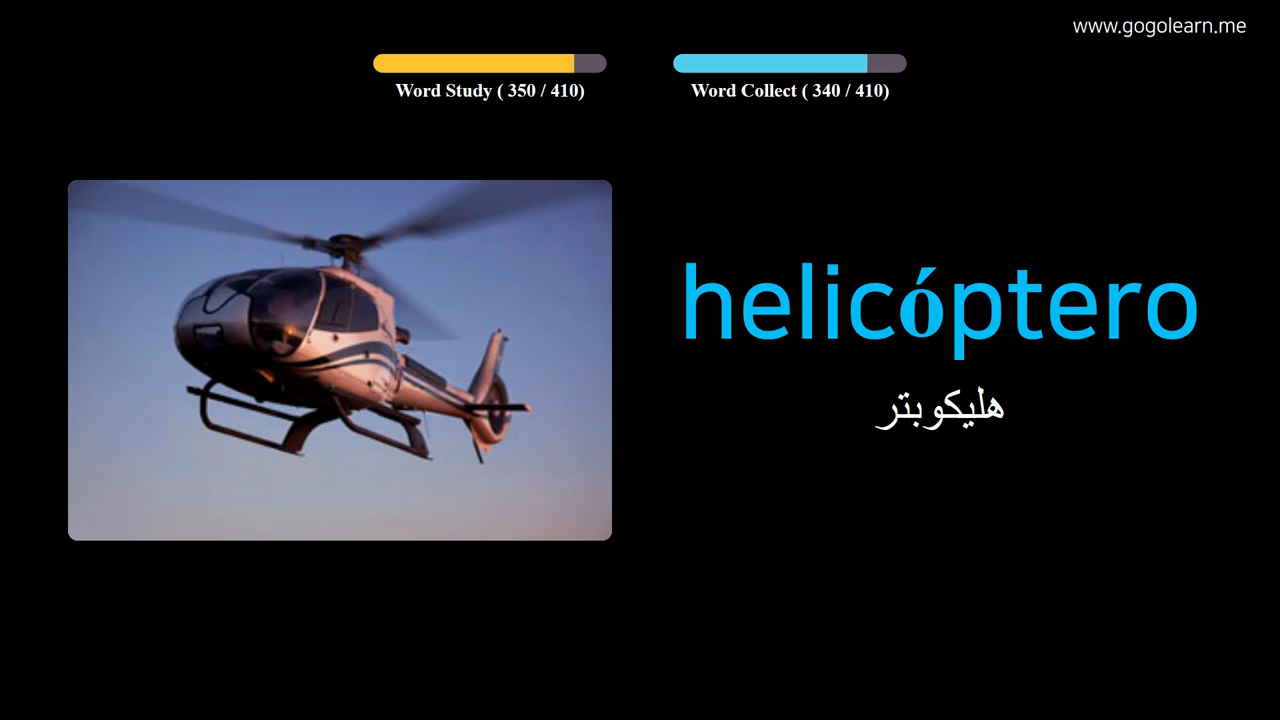 www.gogolearn.me
Word Study ( 350 / 410)
Word Collect ( 340 / 410)
helicóptero
هليكوبتر